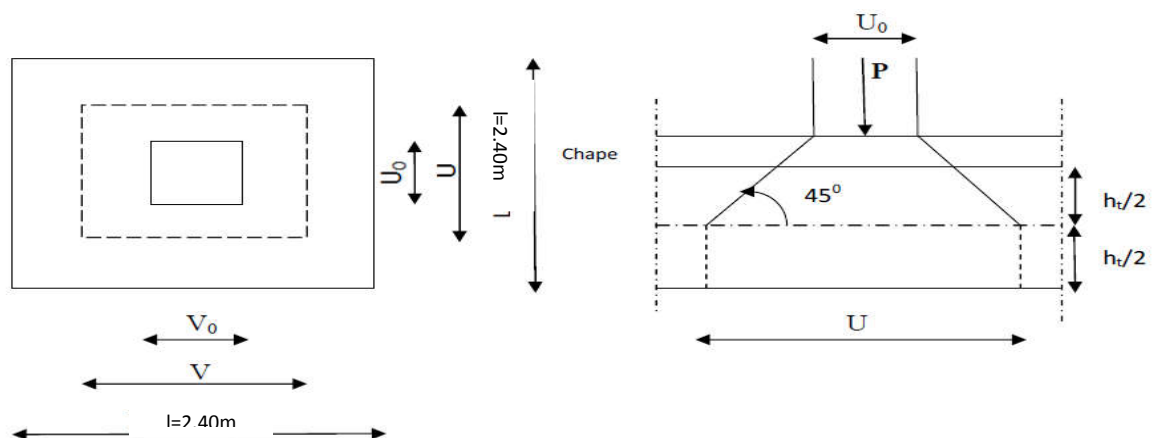 U₀
U
l=2.40m
l
V₀
V
l=2.40m
U₀
P
Chape
45⁰
hₜ/2
hₜ/2
U